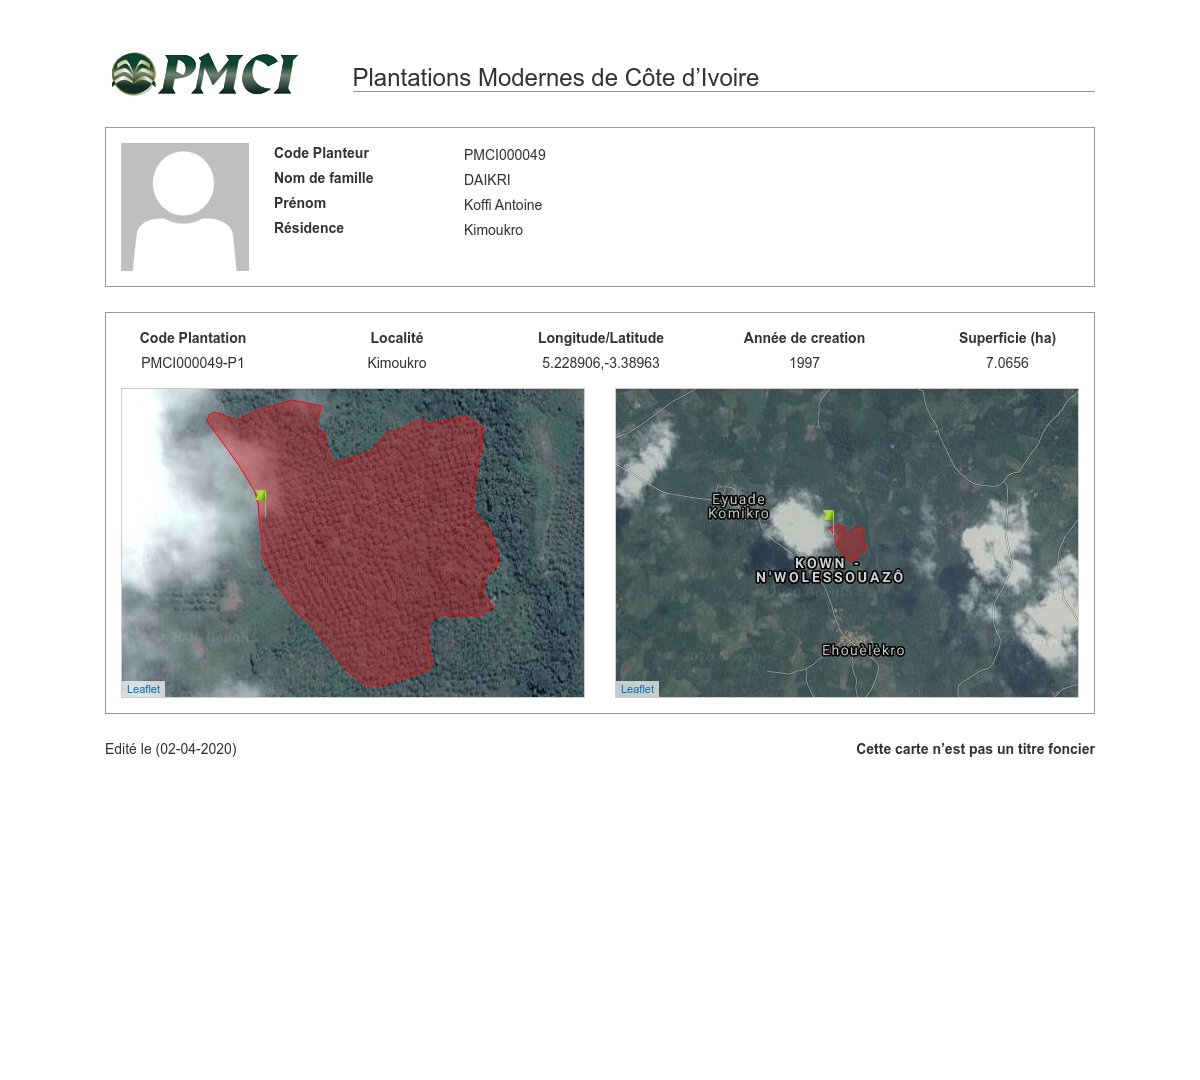 PMCI
Plantations Modernes de Côte d’Ivoire
Code Planteur PMCI000049
Nom de famille DAIKRI
Prénom Koffi Antoine
Résidence Kimoukro
Code Plantation Localité Longitude/Latitude Année de creation Superficie (ha)
PMCI000049-P1 Kimoukro 5.228906,-3.38963 1997 7.0656
Leaflet
Eyuade
Komikro
KOWN -
N'WOLESSOUAZÔ
Ehouèlèkro
Leaflet
Edité le (02-04-2020)
Cette carte n’est pas un titre foncier